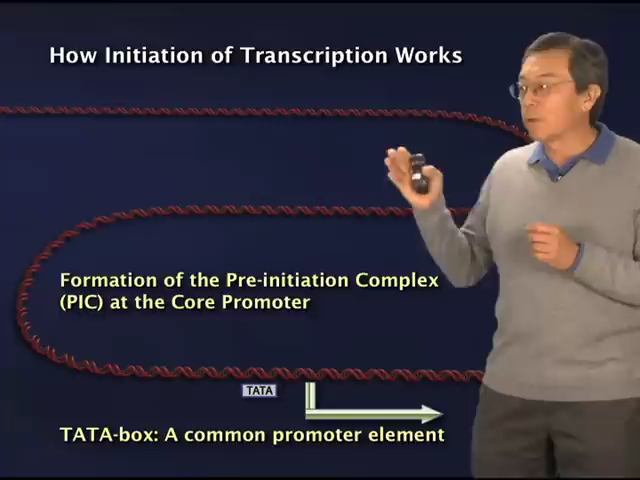 How Initiation of Transcription Works
Formation of the Pre-initiation Complex
(PIC) at the Core Promoter
TATA
TATA-box: A common promoter element